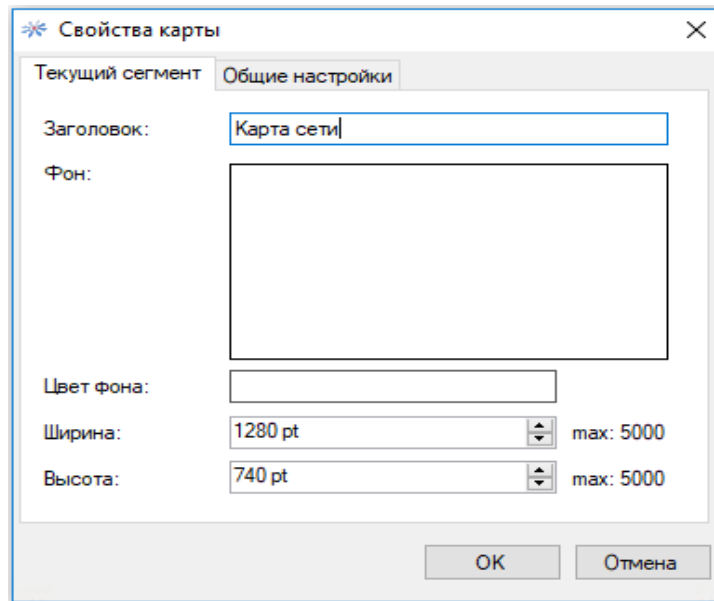 Свойства карты
Текущий сегмент Общие настройки
Заголовок: Карта сети
Фон:
Цвет фона:
Ширина: 1280 pt max: 5000
Высота: 740 pt max: 5000
OK Отмена